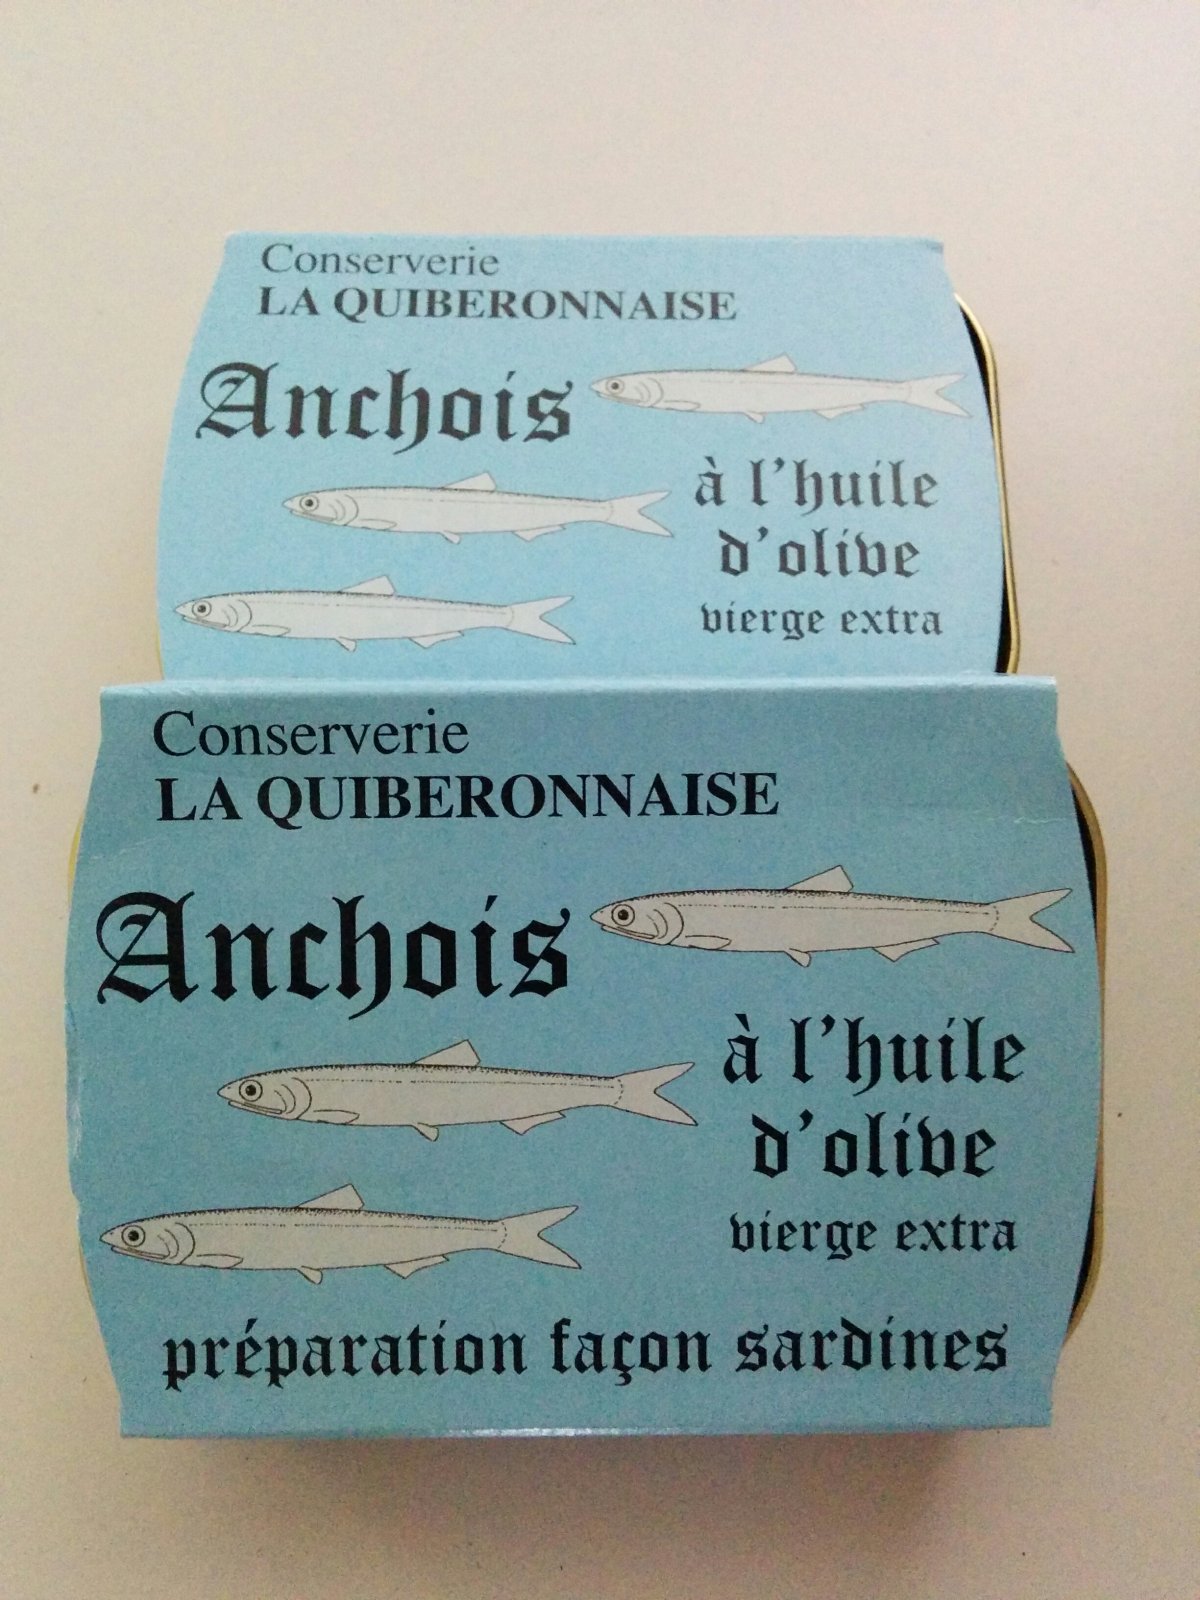 Conserverie
LA QUIBERONNAISE
Anchois
à l'huile
d'olive
vierge extra
Conserverie
LA QUIBERONNAISE
Anchois
à l'huile
d'olive
vierge extra
préparation façon sardines